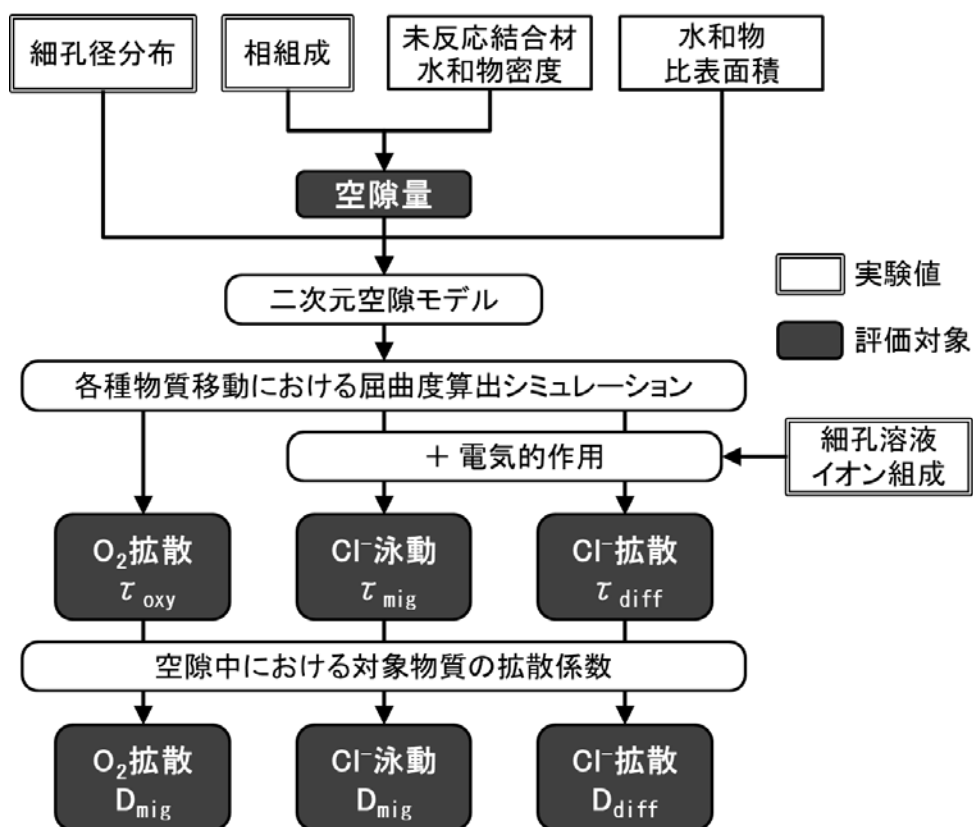 細孔径分布
相組成
未反応結合材
水和物密度
水和物
比表面積
空隙量
二次元空隙モデル
実験値
評価対象
各種物質移動における屈曲度算出シミュレーション
+ 電気的作用
細孔溶液
イオン組成
O₂拡散
τ oxy
Cl⁻泳動
τ mig
Cl⁻拡散
τ diff
空隙中における対象物質の拡散係数
O₂拡散
Dmig
Cl⁻泳動
Dmig
Cl⁻拡散
Ddiff